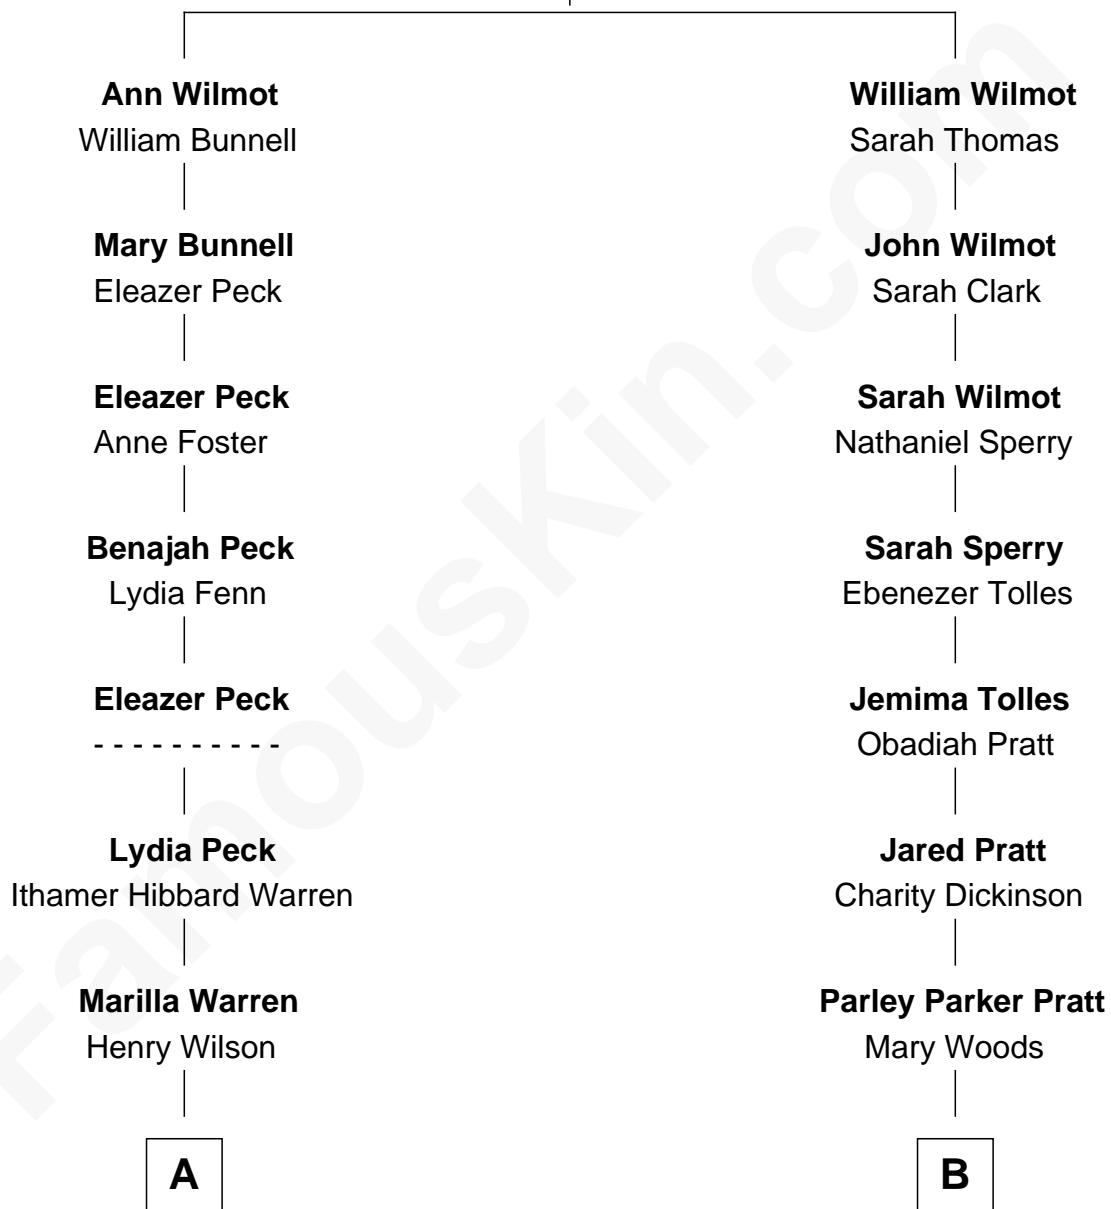 Ann Wilmot
William Bunnell
Mary Bunnell
Eleazer Peck
Eleazer Peck
Anne Foster
Benajah Peck
Lydia Fenn
Eleazer Peck
- - - - - - - - - -
Lydia Peck
Ithamer Hibbard Warren
Marilla Warren
Henry Wilson
A
William Wilmot
Sarah Thomas
John Wilmot
Sarah Clark
Sarah Wilmot
Nathaniel Sperry
Sarah Sperry
Ebenezer Tolles
Jemima Tolles
Obadiah Pratt
Jared Pratt
Charity Dickinson
Parley Parker Pratt
Mary Woods
B
FamousKin.com